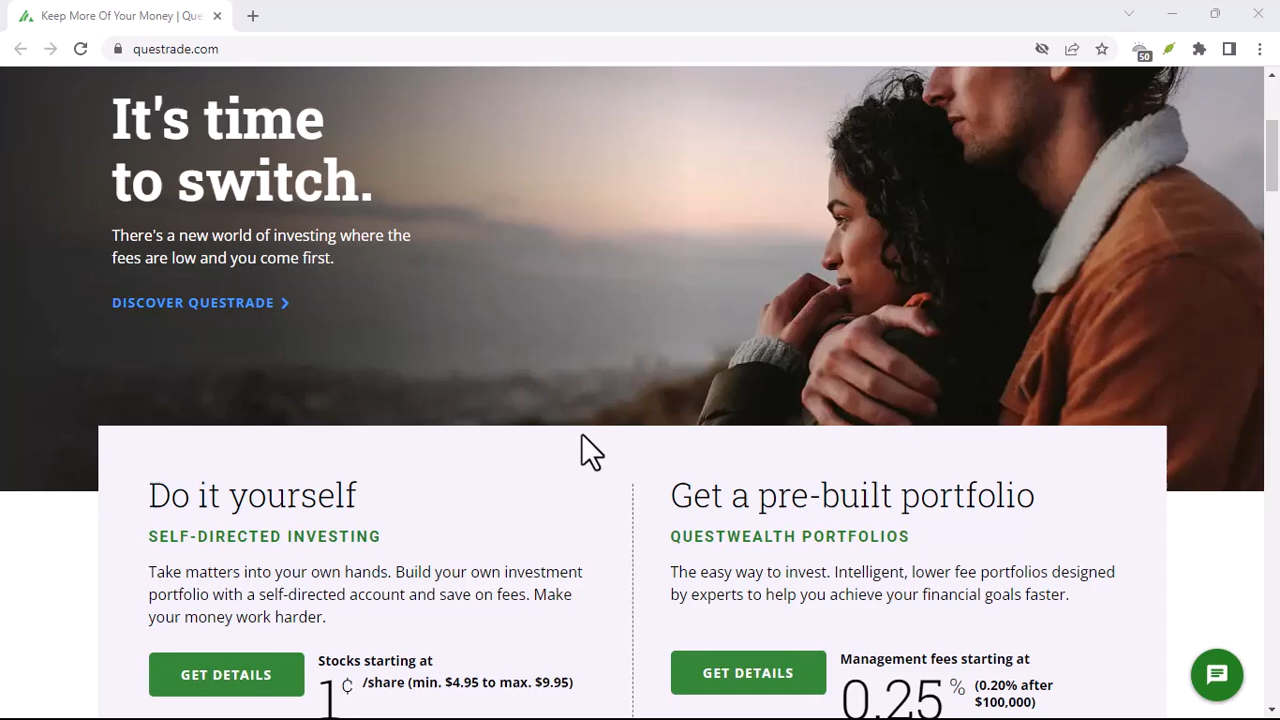 Keep More Of Your Money | Que
questrade.com
50
It's time
to switch.
There's a new world of investing where the
fees are low and you come first.
DISCOVER QUESTRADE
Do it yourself
SELF-DIRECTED INVESTING
Take matters into your own hands. Build your own investment
portfolio with a self-directed account and save on fees. Make
your money work harder.
GET DETAILS
Stocks starting at
1¢ /share (min. $4.95 to max. $9.95)
Get a pre-built portfolio
QUESTWEALTH PORTFOLIOS
The easy way to invest. Intelligent, lower fee portfolios designed
by experts to help you achieve your financial goals faster.
GET DETAILS
Management fees starting at
0.25% (0.20% after
$100,000)